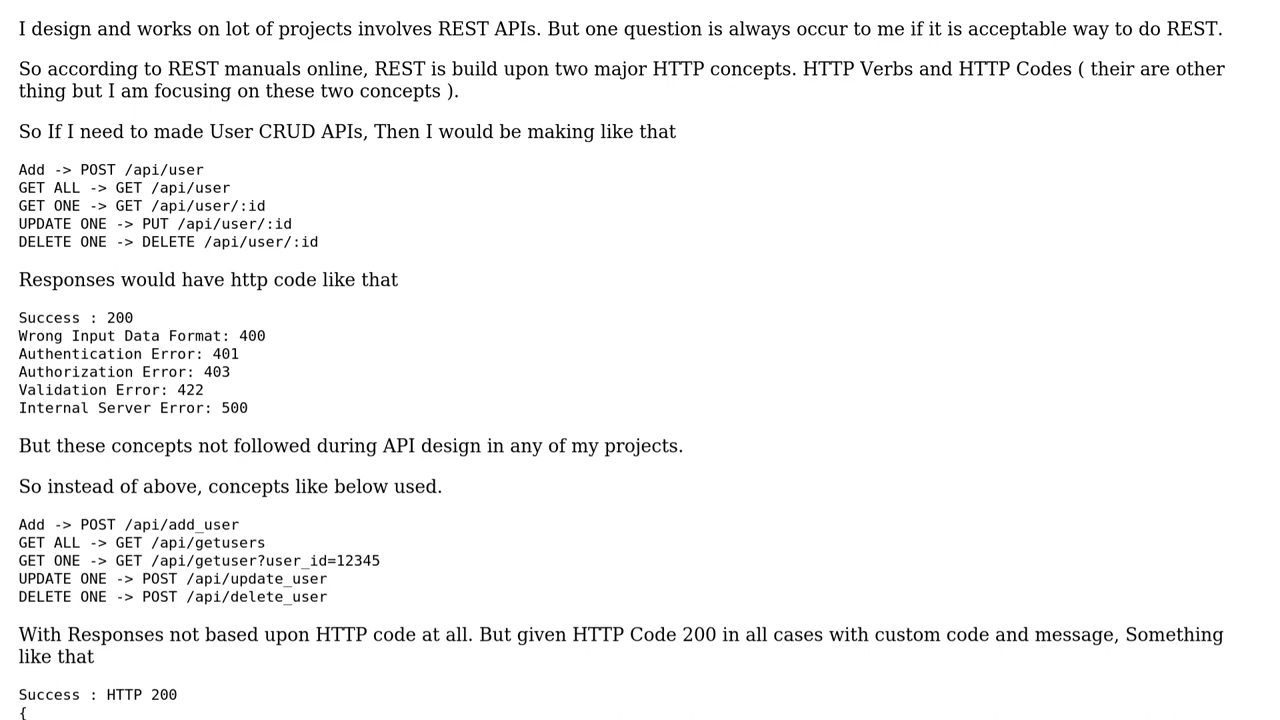 I design and works on lot of projects involves REST APIs. But one question is always occur to me if it is acceptable way to do REST.
So according to REST manuals online, REST is build upon two major HTTP concepts. HTTP Verbs and HTTP Codes ( their are other
thing but I am focusing on these two concepts ).
So If I need to made User CRUD APIs, Then I would be making like that
Add -> POST /api/user
GET ALL -> GET /api/user
GET ONE -> GET /api/user/:id
UPDATE ONE -> PUT /api/user/:id
DELETE ONE -> DELETE /api/user/:id
Responses would have http code like that
Success : 200
Wrong Input Data Format: 400
Authentication Error: 401
Authorization Error: 403
Validation Error: 422
Internal Server Error: 500
But these concepts not followed during API design in any of my projects.
So instead of above, concepts like below used.
Add -> POST /api/add_user
GET ALL -> GET /api/getusers
GET ONE -> GET /api/getuser?user_id=12345
UPDATE ONE -> POST /api/update_user
DELETE ONE -> POST /api/delete_user
With Responses not based upon HTTP code at all. But given HTTP Code 200 in all cases with custom code and message, Something
like that
Success : HTTP 200
{